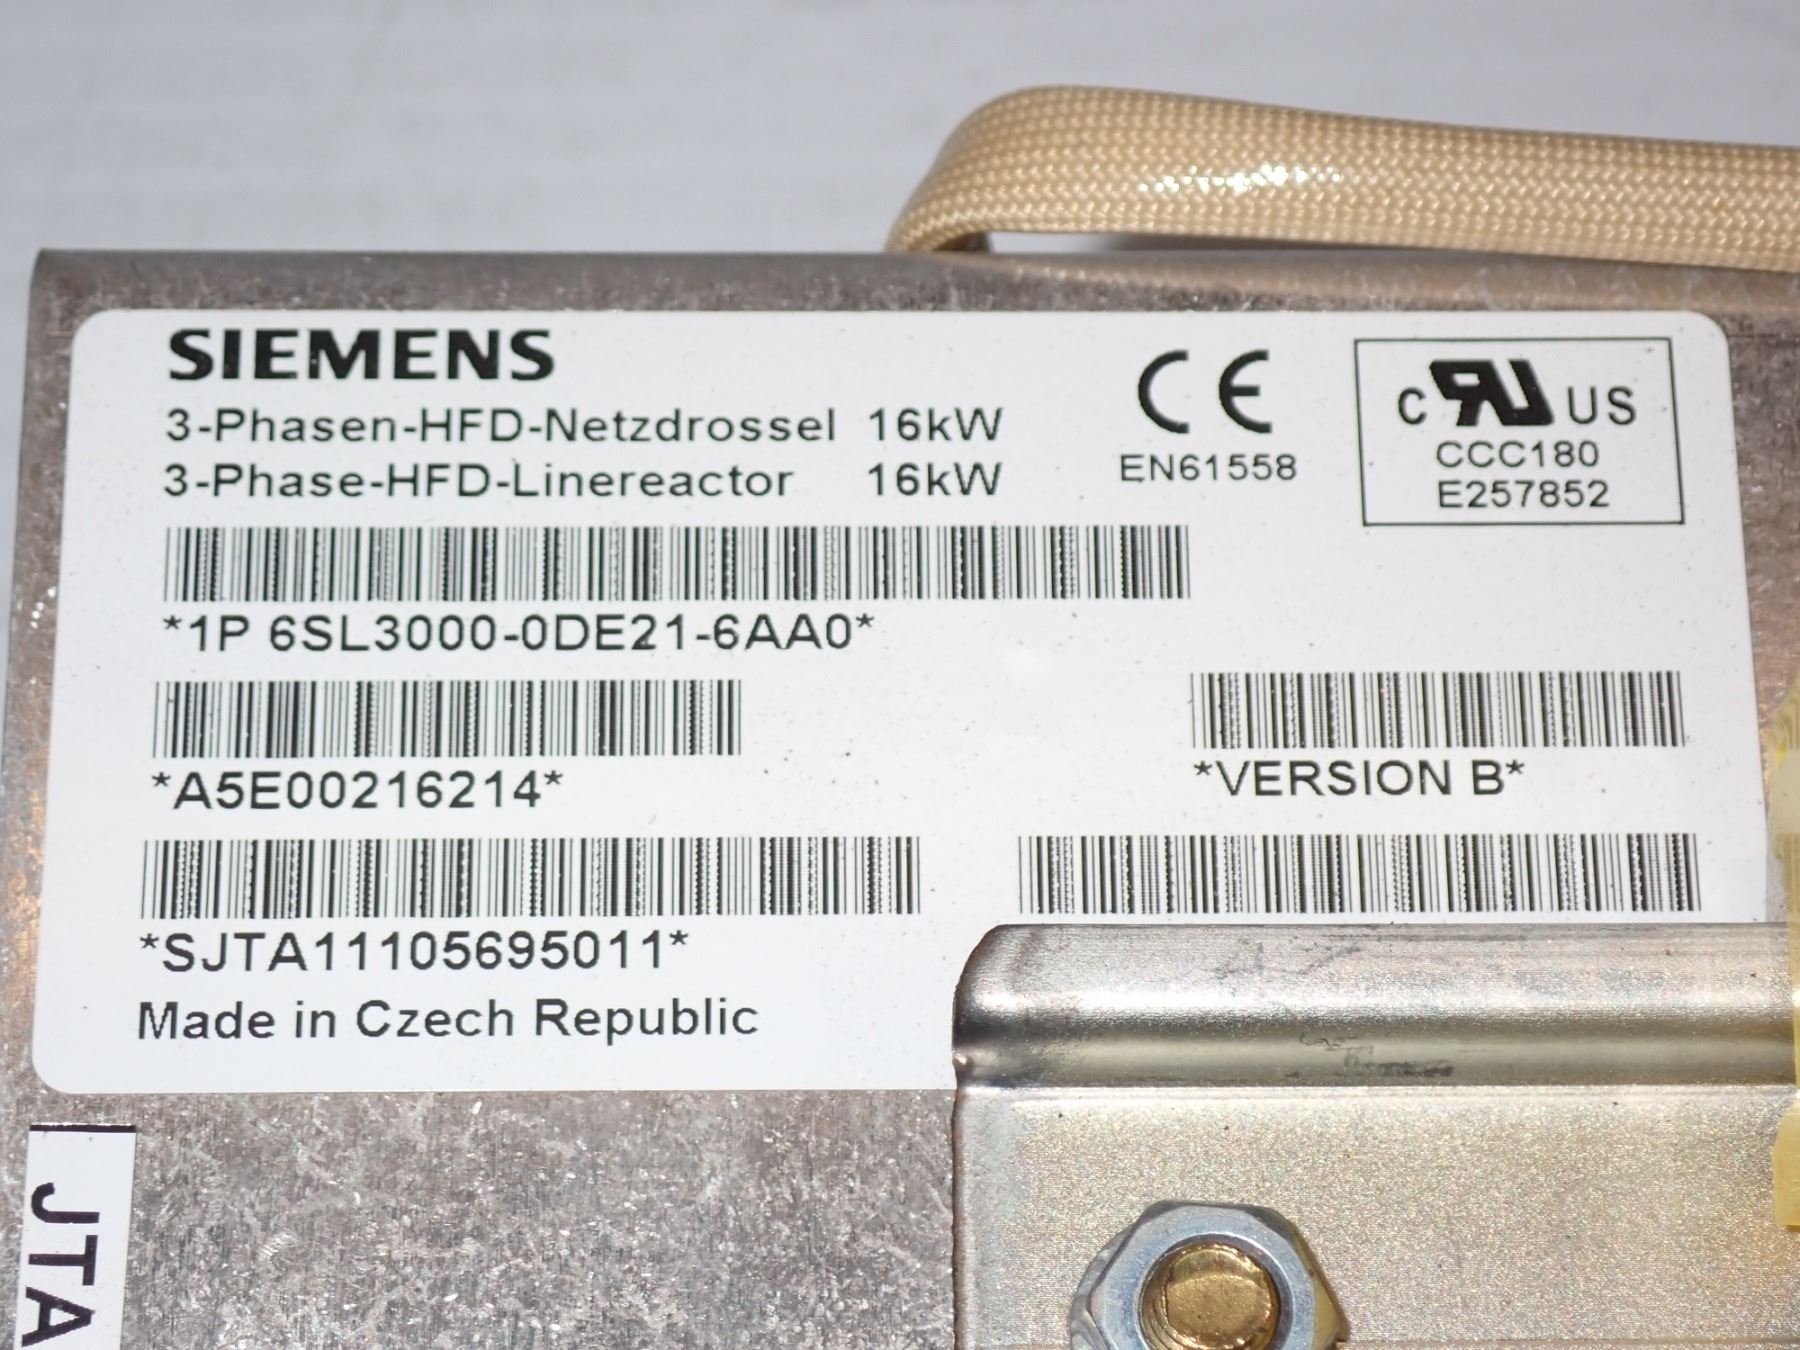 SIEMENS
3-Phasen-HFD-Netzdrossel 16kW
3-Phase-HFD-Linereactor 16kW
CE
EN61558
C RU US
CCC180
E257852
*1P 6SL3000-0DE21-6AA0*
*A5E00216214*
*VERSION B*
*SJTA11105695011*
Made in Czech Republic
JTA